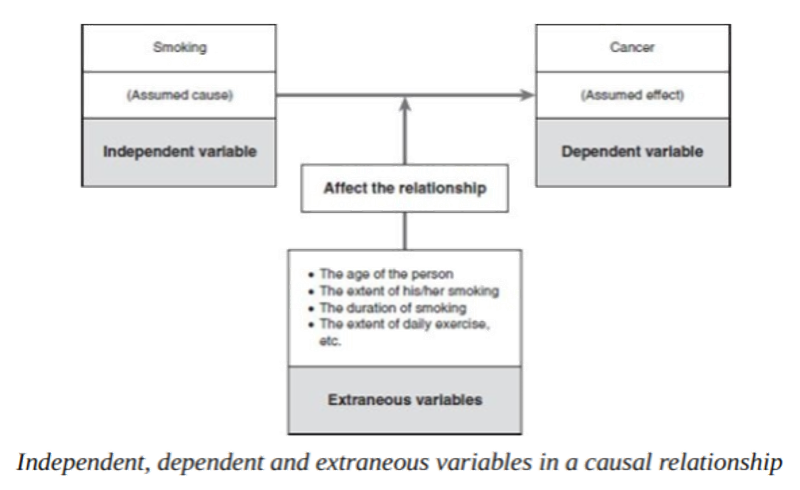 Smoking
(Assumed cause)
Independent variable
Cancer
(Assumed effect)
Dependent variable
Affect the relationship
• The age of the person
• The extent of his/her smoking
• The duration of smoking
• The extent of daily exercise,
etc.
Extraneous variables
Independent, dependent and extraneous variables in a causal relationship